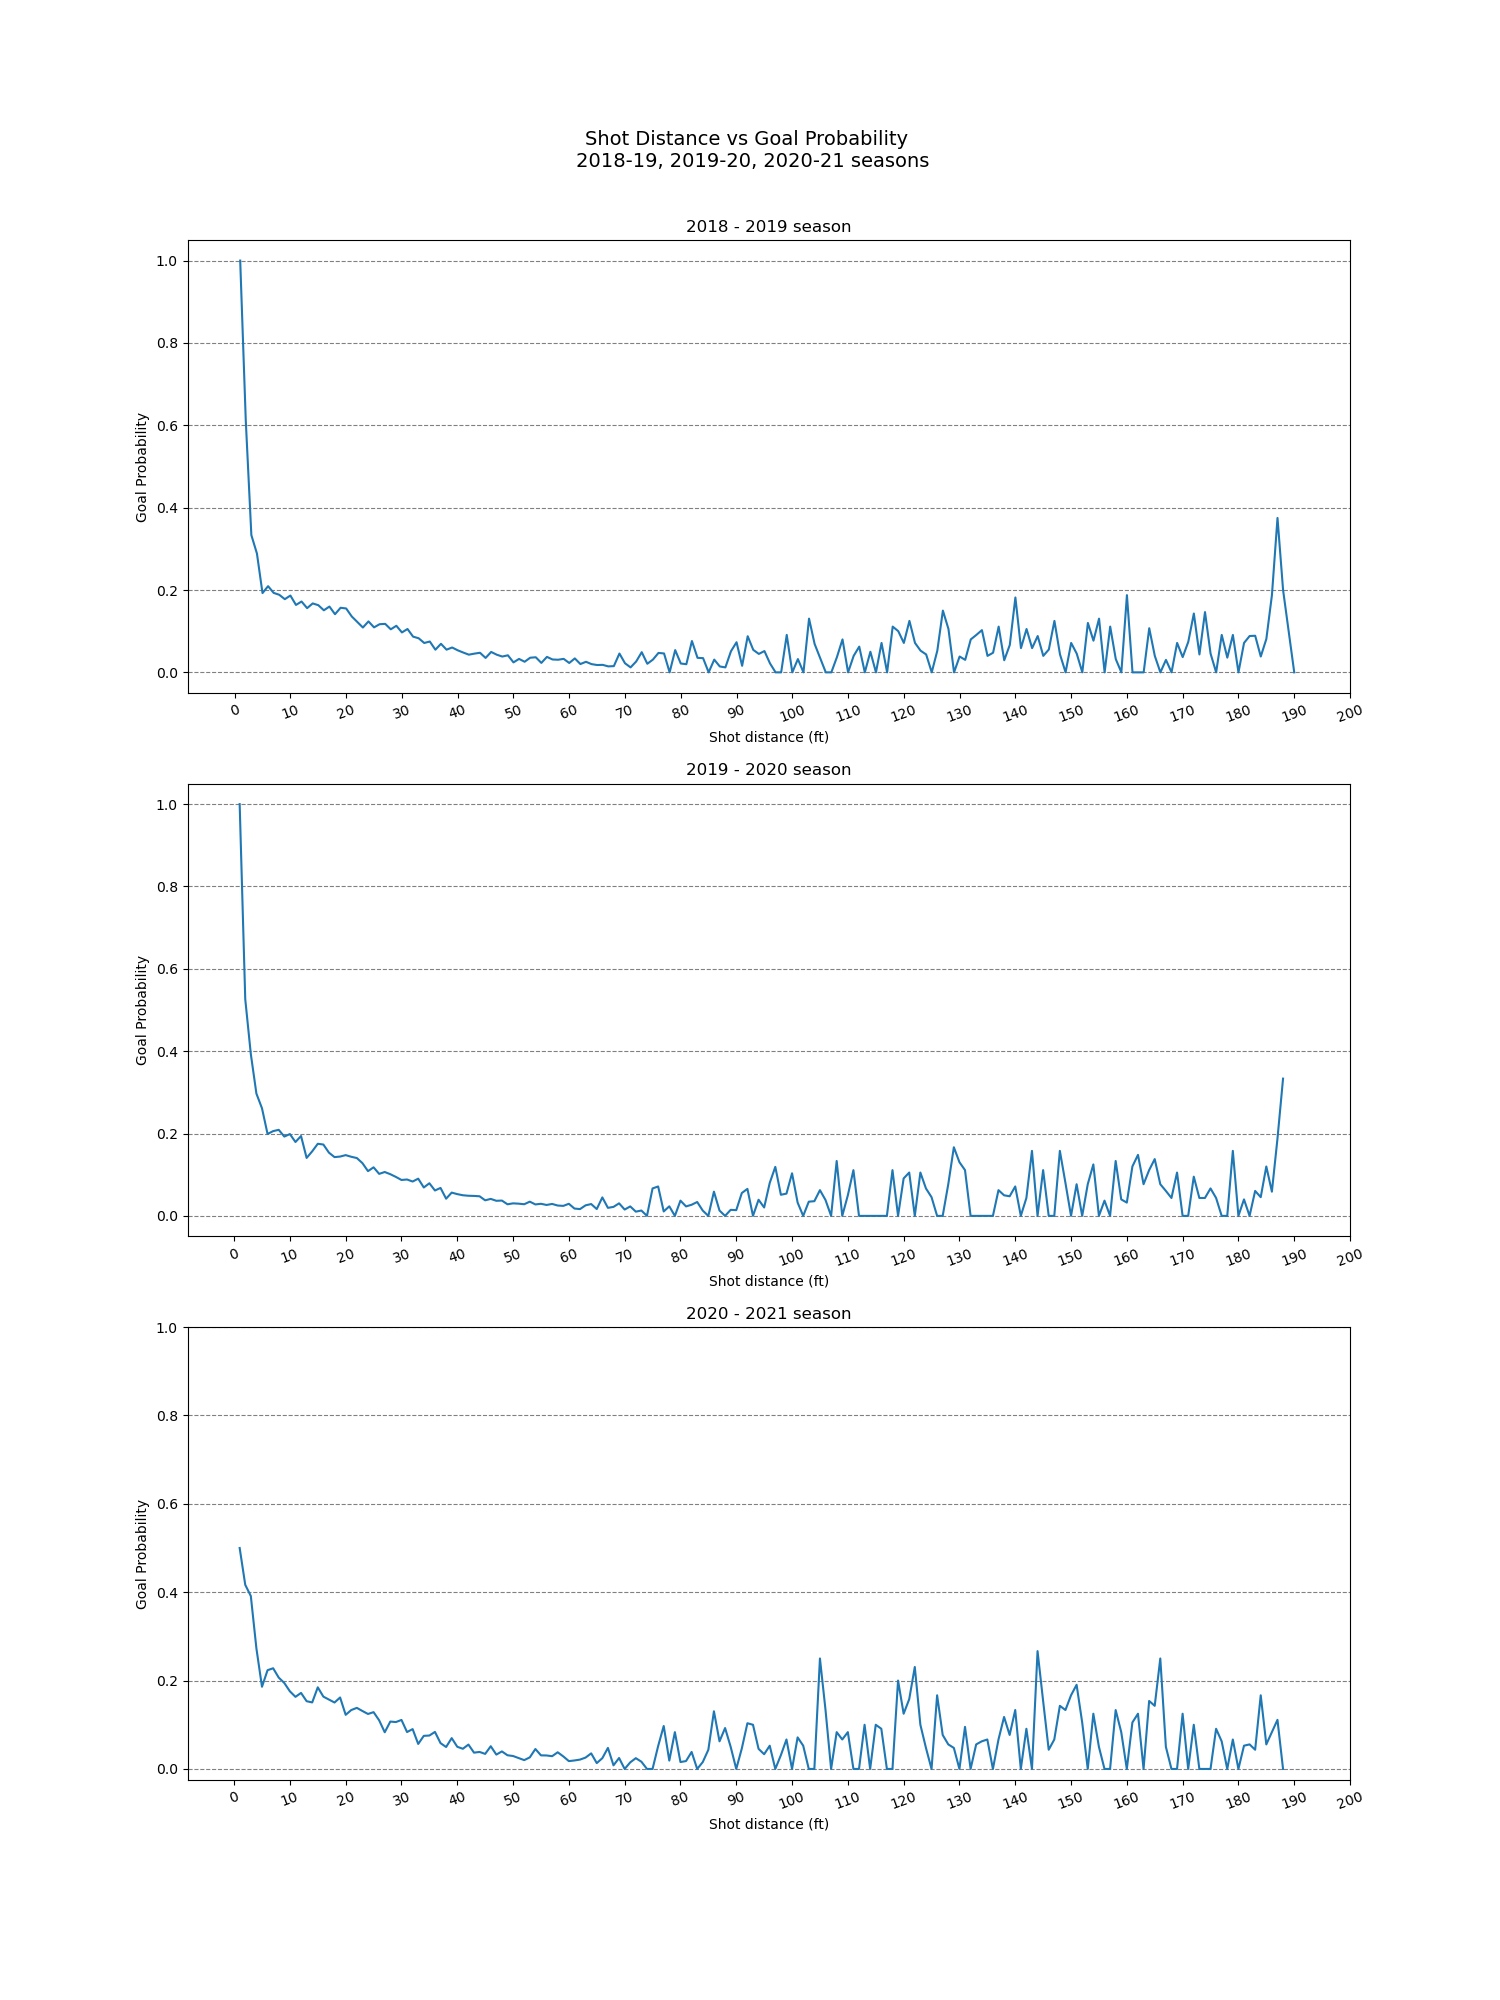 Shot Distance vs Goal Probability
2018-19, 2019-20, 2020-21 seasons
2018 - 2019 season
1.0
0.8
0.6
0.4
0.2
0.0
Goal Probability
0 10 20 30 40 50 60 70 80 90 100 110 120 130 140 150 160 170 180 190 200
Shot distance (ft)
2019 - 2020 season
1.0
0.8
0.6
0.4
0.2
0.0
Goal Probability
0 10 20 30 40 50 60 70 80 90 100 110 120 130 140 150 160 170 180 190 200
Shot distance (ft)
2020 - 2021 season
1.0
0.8
0.6
0.4
0.2
0.0
Goal Probability
0 10 20 30 40 50 60 70 80 90 100 110 120 130 140 150 160 170 180 190 200
Shot distance (ft)